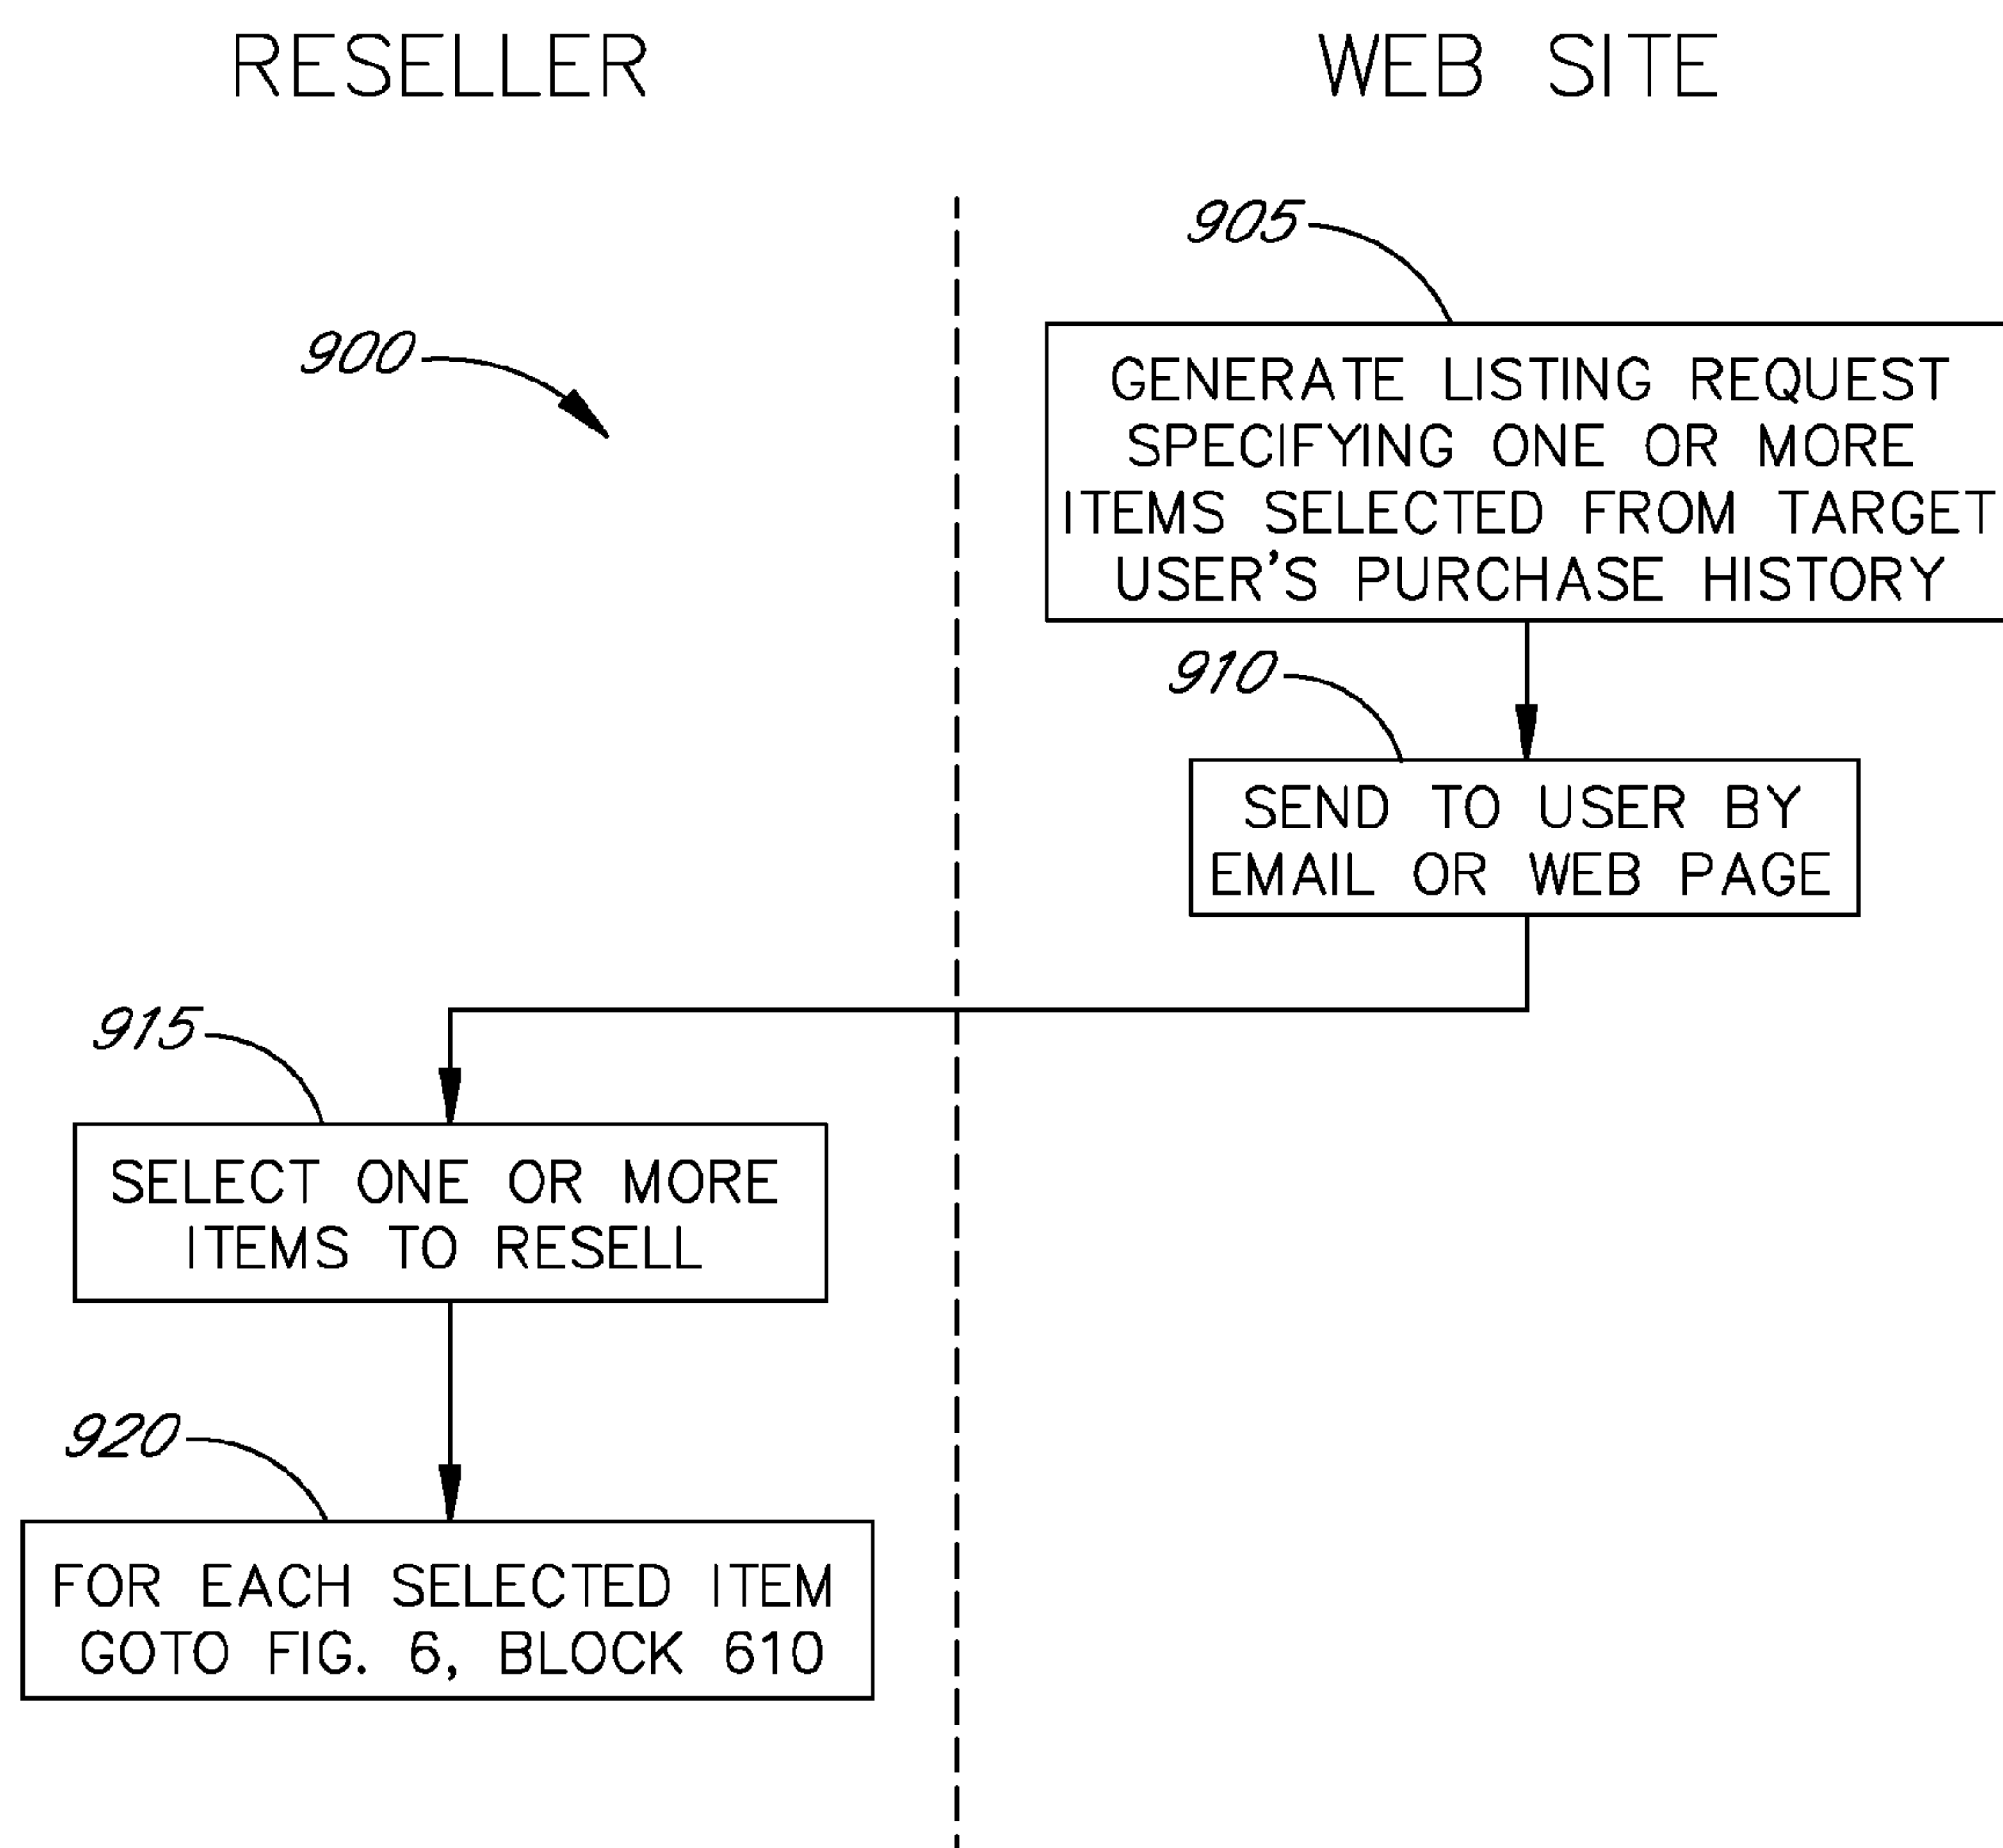 RESELLER
WEB SITE
905
900
GENERATE LISTING REQUEST
SPECIFYING ONE OR MORE
ITEMS SELECTED FROM TARGET
USER'S PURCHASE HISTORY
910
SEND TO USER BY
EMAIL OR WEB PAGE
915
SELECT ONE OR MORE
ITEMS TO RESELL
920
FOR EACH SELECTED ITEM
GOTO FIG. 6, BLOCK 610